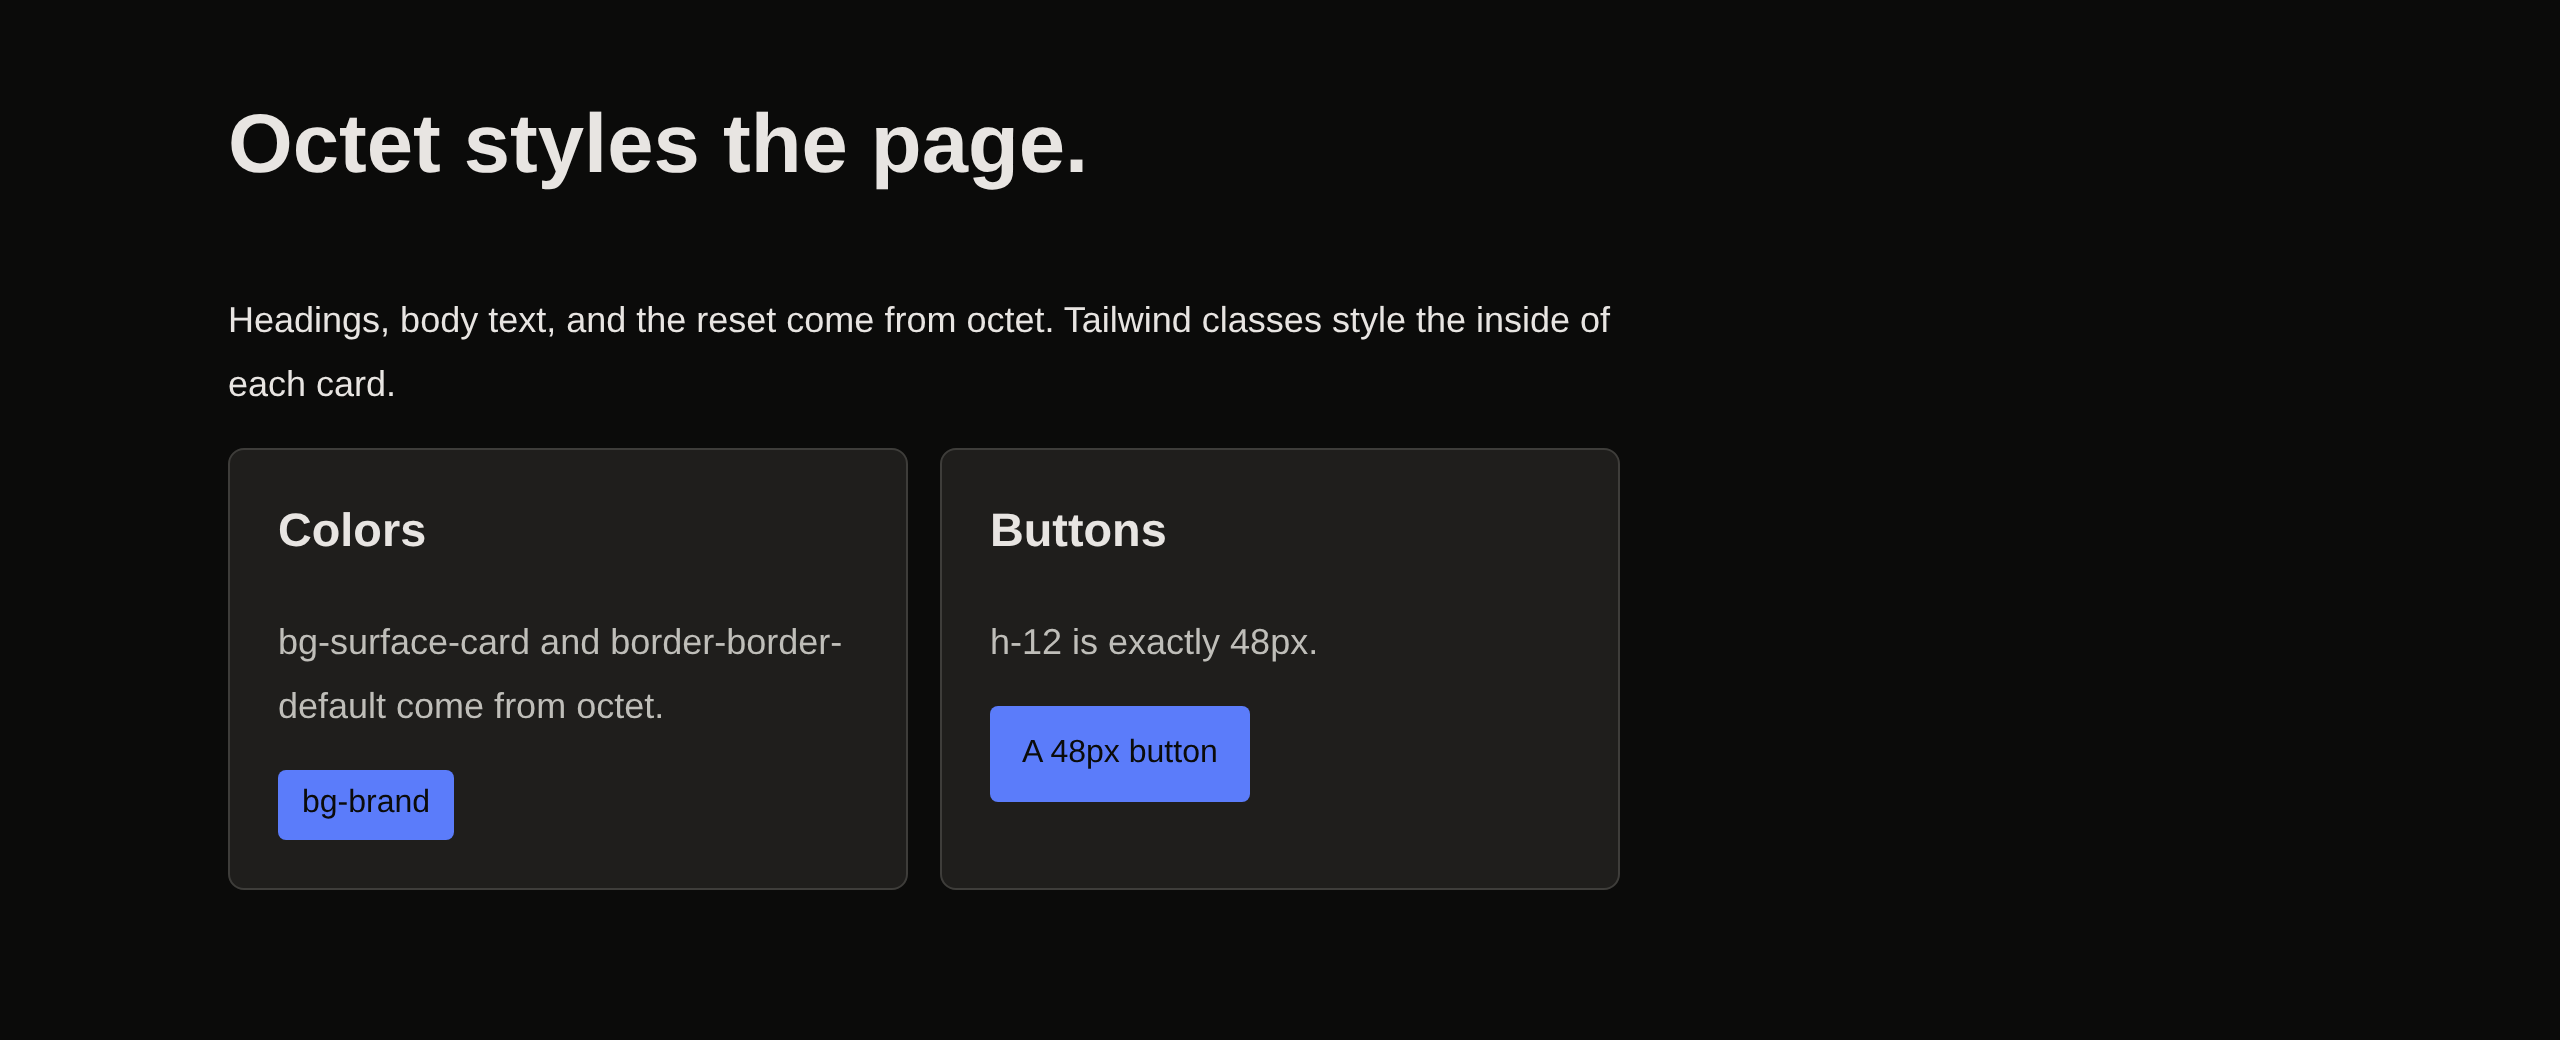 Octet styles the page.
Headings, body text, and the reset come from octet. Tailwind classes style the inside of
each card.
Colors
bg-surface-card and border-border-
default come from octet.
bg-brand
Buttons
h-12 is exactly 48px.
A 48px button